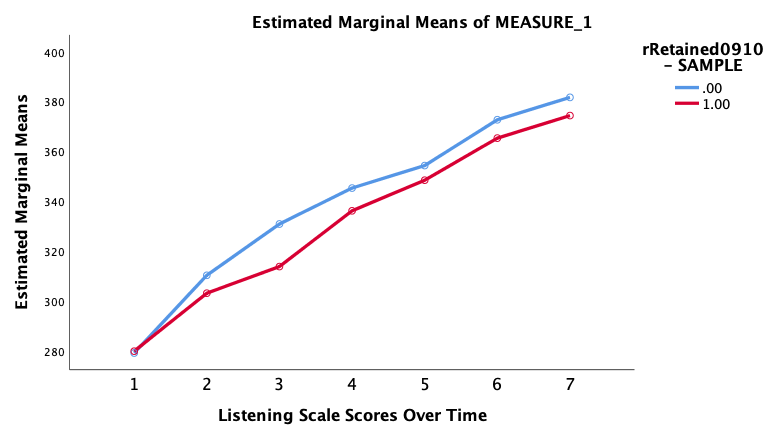 Estimated Marginal Means of MEASURE_1
rRetained0910
- SAMPLE
.00
1.00
Estimated Marginal Means
400
380
360
340
320
300
280
1 2 3 4 5 6 7
Listening Scale Scores Over Time